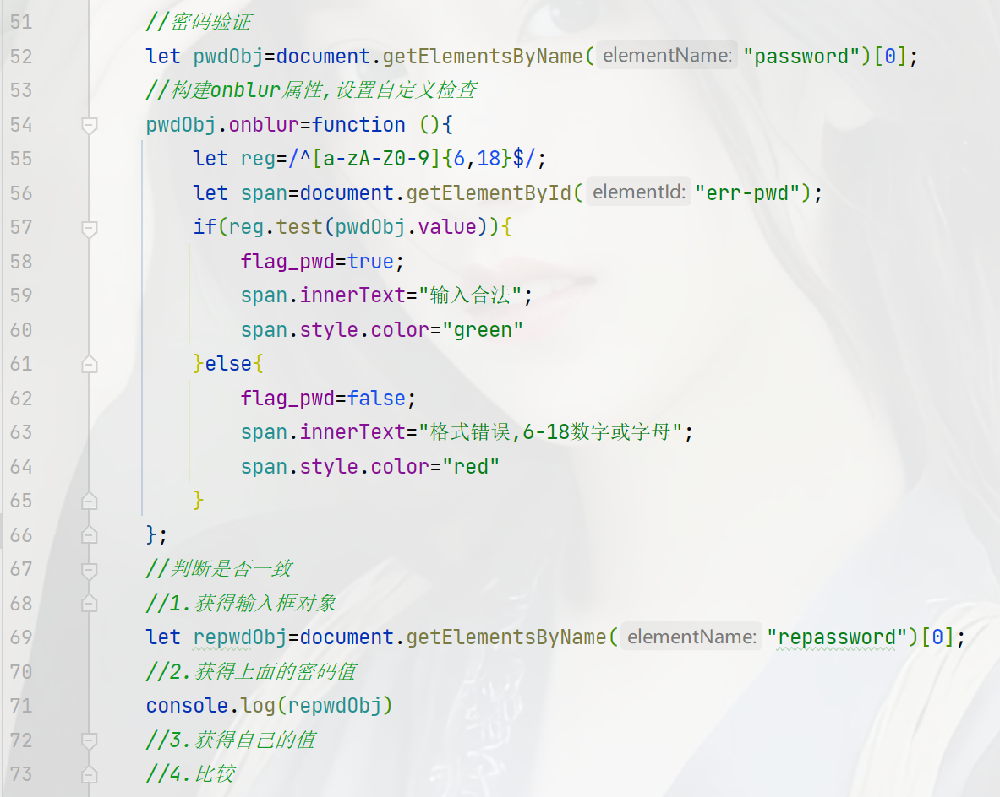 51 //密码验证
52 let pwdObj=document.getElementsByName( elementName: "password")[0];
53 //构建onblur属性,设置自定义检查
54 pwdObj.onblur=function (){
55 let reg=/^[a-zA-Z0-9]{6,18}$/;
56 let span=document.getElementById( elementId: "err-pwd");
57 if(reg.test(pwdObj.value)){
58 flag_pwd=true;
59 span.innerText="输入合法";
60 span.style.color="green"
61 }else{
62 flag_pwd=false;
63 span.innerText="格式错误,6-18数字或字母";
64 span.style.color="red"
65 }
66 };
67 //判断是否一致
68 //1.获得输入框对象
69 let repwdObj=document.getElementsByName( elementName: "repassword")[0];
70 //2.获得上面的密码值
71 console.log(repwdObj)
72 //3.获得自己的值
73 //4.比较